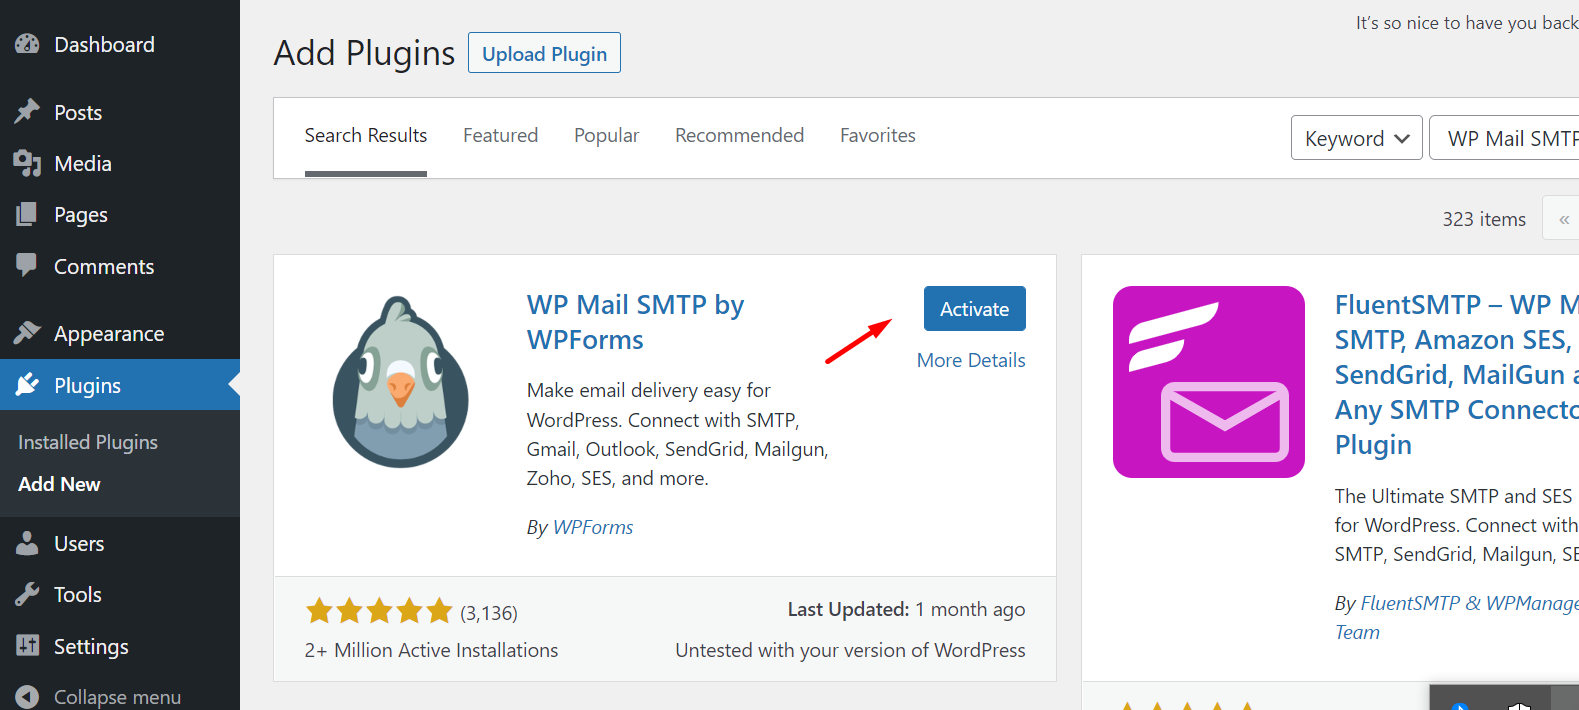 It's so nice to have you back
Dashboard
Posts
Media
Pages
Comments
Appearance
Plugins
Installed Plugins
Add New
Users
Tools
Settings
Collapse menu
Add Plugins
Upload Plugin
Search Results
Featured
Popular
Recommended
Favorites
Keyword
WP Mail SMTP
323 items
«
WP Mail SMTP by
WPForms
Activate
More Details
Make email delivery easy for
WordPress. Connect with SMTP,
Gmail, Outlook, SendGrid, Mailgun,
Zoho, SES, and more.
By WPForms
(3,136)
Last Updated: 1 month ago
2+ Million Active Installations
Untested with your version of WordPress
FluentSMTP – WP M
SMTP, Amazon SES,
SendGrid, MailGun a
Any SMTP Connecto
Plugin
The Ultimate SMTP and SES
for WordPress. Connect with
SMTP, SendGrid, Mailgun, SE
By FluentSMTP & WPManage
Team